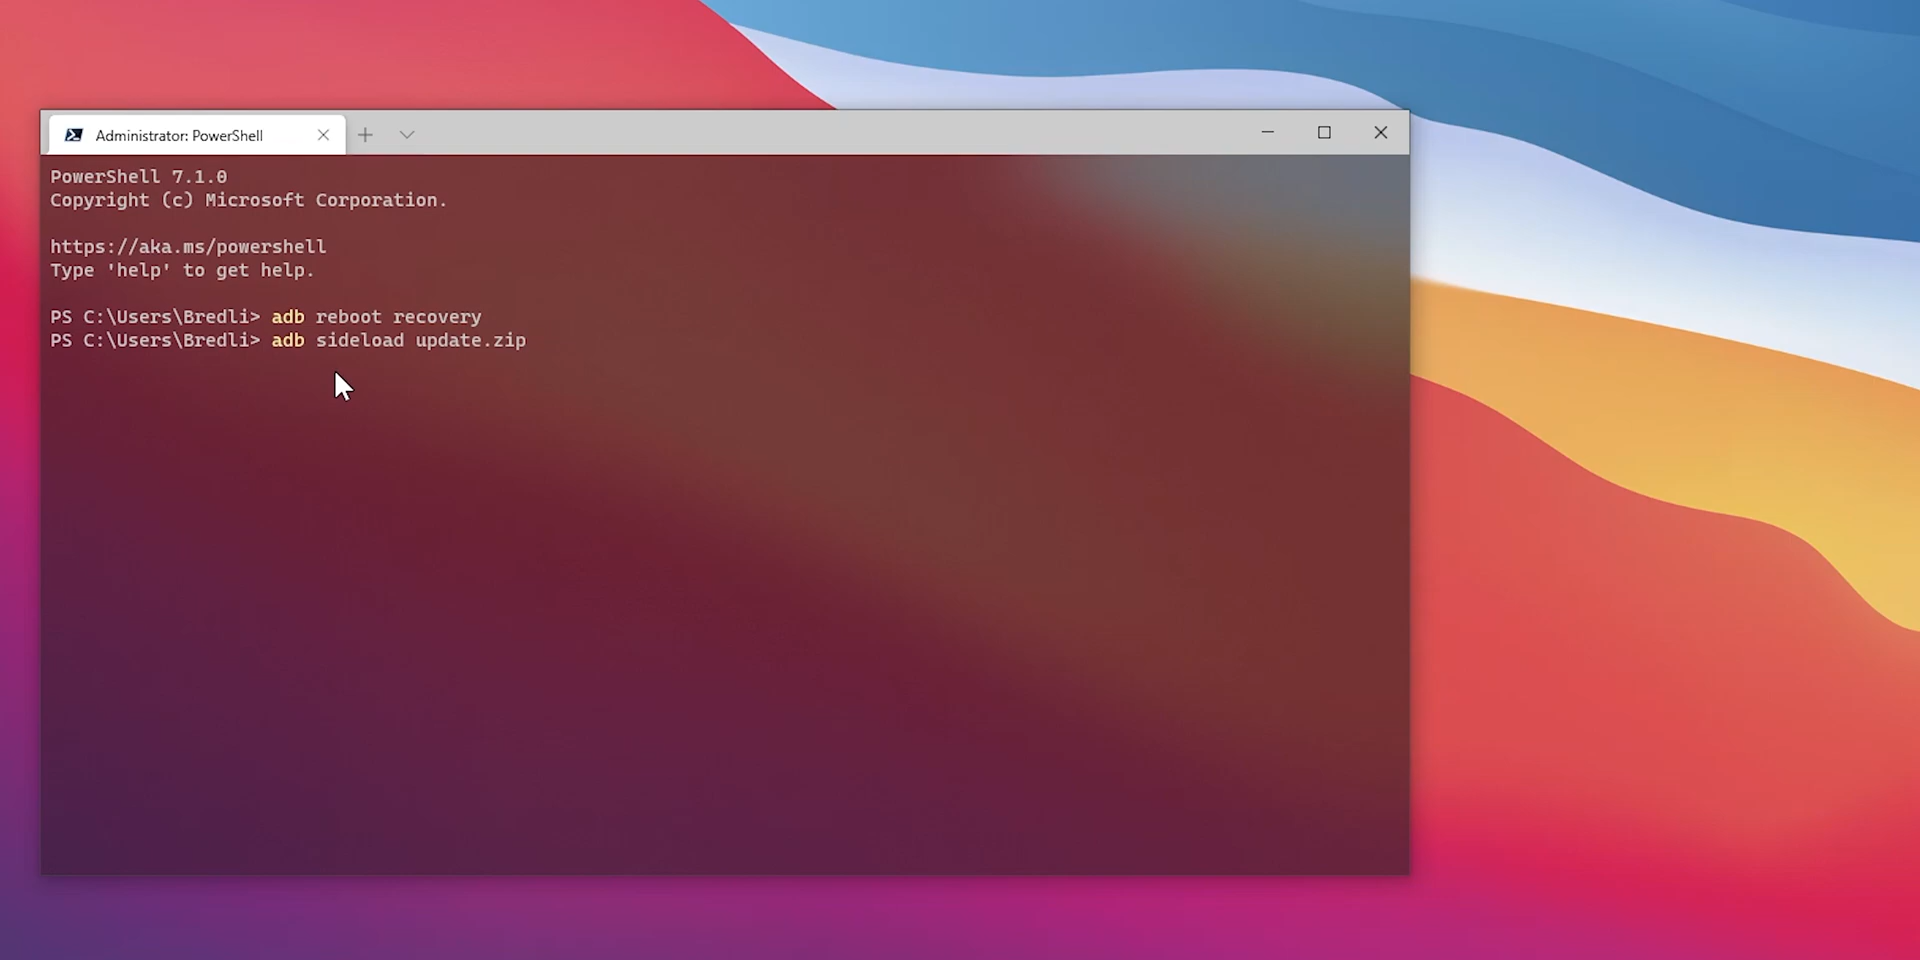 Administrator: PowerShell
PowerShell 7.1.0
Copyright (c) Microsoft Corporation.
https://aka.ms/powershell
Type 'help' to get help.
PS C:\Users\Bredli> adb reboot recovery
PS C:\Users\Bredli> adb sideload update.zip